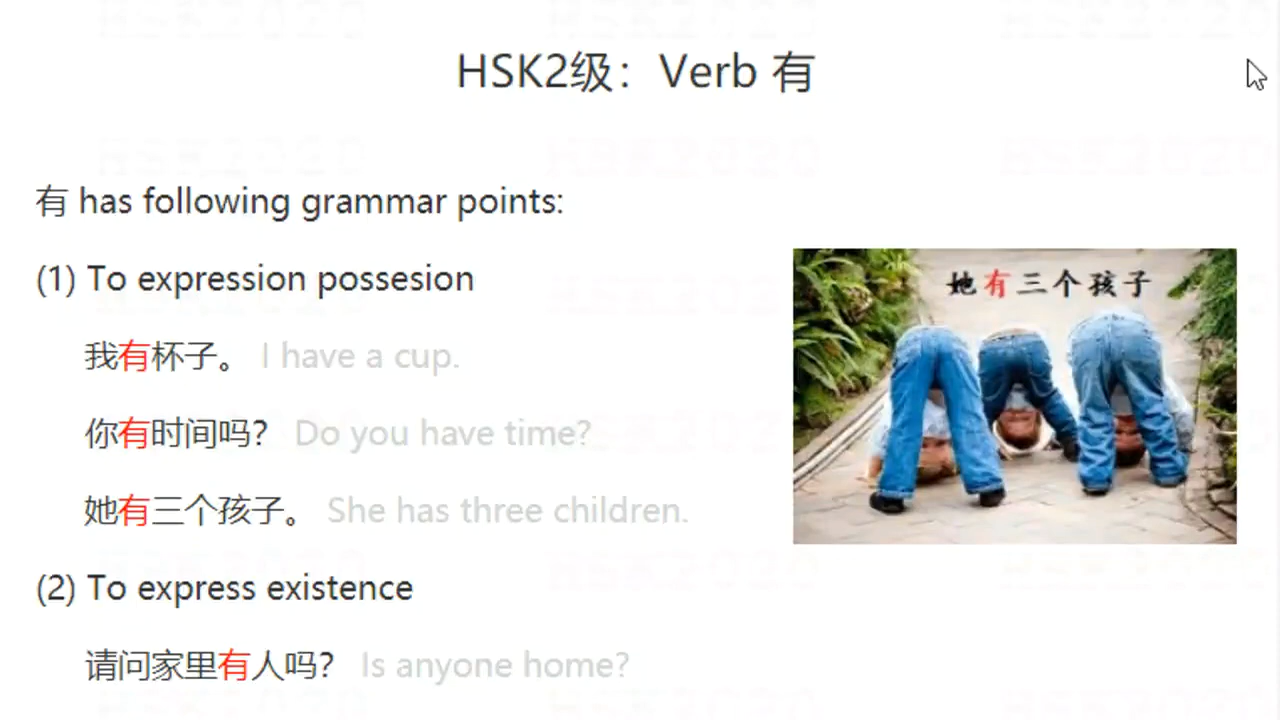 HSK2级：Verb 有
有 has following grammar points:
(1) To expression possesion
我有杯子。 I have a cup.
你有时间吗？ Do you have time?
她有三个孩子。 She has three children.
她有三个孩子
(2) To express existence
请问家里有人吗？ Is anyone home?